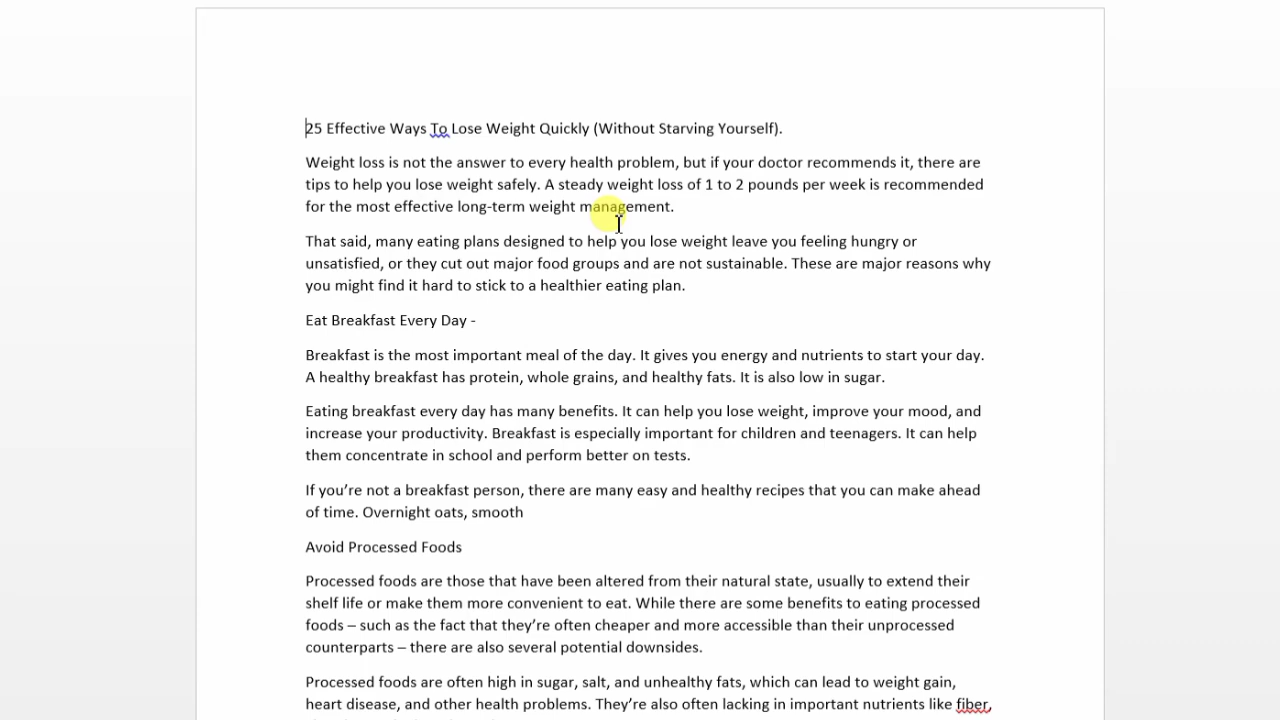 25 Effective Ways To Lose Weight Quickly (Without Starving Yourself).
Weight loss is not the answer to every health problem, but if your doctor recommends it, there are
tips to help you lose weight safely. A steady weight loss of 1 to 2 pounds per week is recommended
for the most effective long-term weight management.
That said, many eating plans designed to help you lose weight leave you feeling hungry or
unsatisfied, or they cut out major food groups and are not sustainable. These are major reasons why
you might find it hard to stick to a healthier eating plan.
Eat Breakfast Every Day -
Breakfast is the most important meal of the day. It gives you energy and nutrients to start your day.
A healthy breakfast has protein, whole grains, and healthy fats. It is also low in sugar.
Eating breakfast every day has many benefits. It can help you lose weight, improve your mood, and
increase your productivity. Breakfast is especially important for children and teenagers. It can help
them concentrate in school and perform better on tests.
If you’re not a breakfast person, there are many easy and healthy recipes that you can make ahead
of time. Overnight oats, smooth
Avoid Processed Foods
Processed foods are those that have been altered from their natural state, usually to extend their
shelf life or make them more convenient to eat. While there are some benefits to eating processed
foods – such as the fact that they’re often cheaper and more accessible than their unprocessed
counterparts – there are also several potential downsides.
Processed foods are often high in sugar, salt, and unhealthy fats, which can lead to weight gain,
heart disease, and other health problems. They’re also often lacking in important nutrients like fiber,